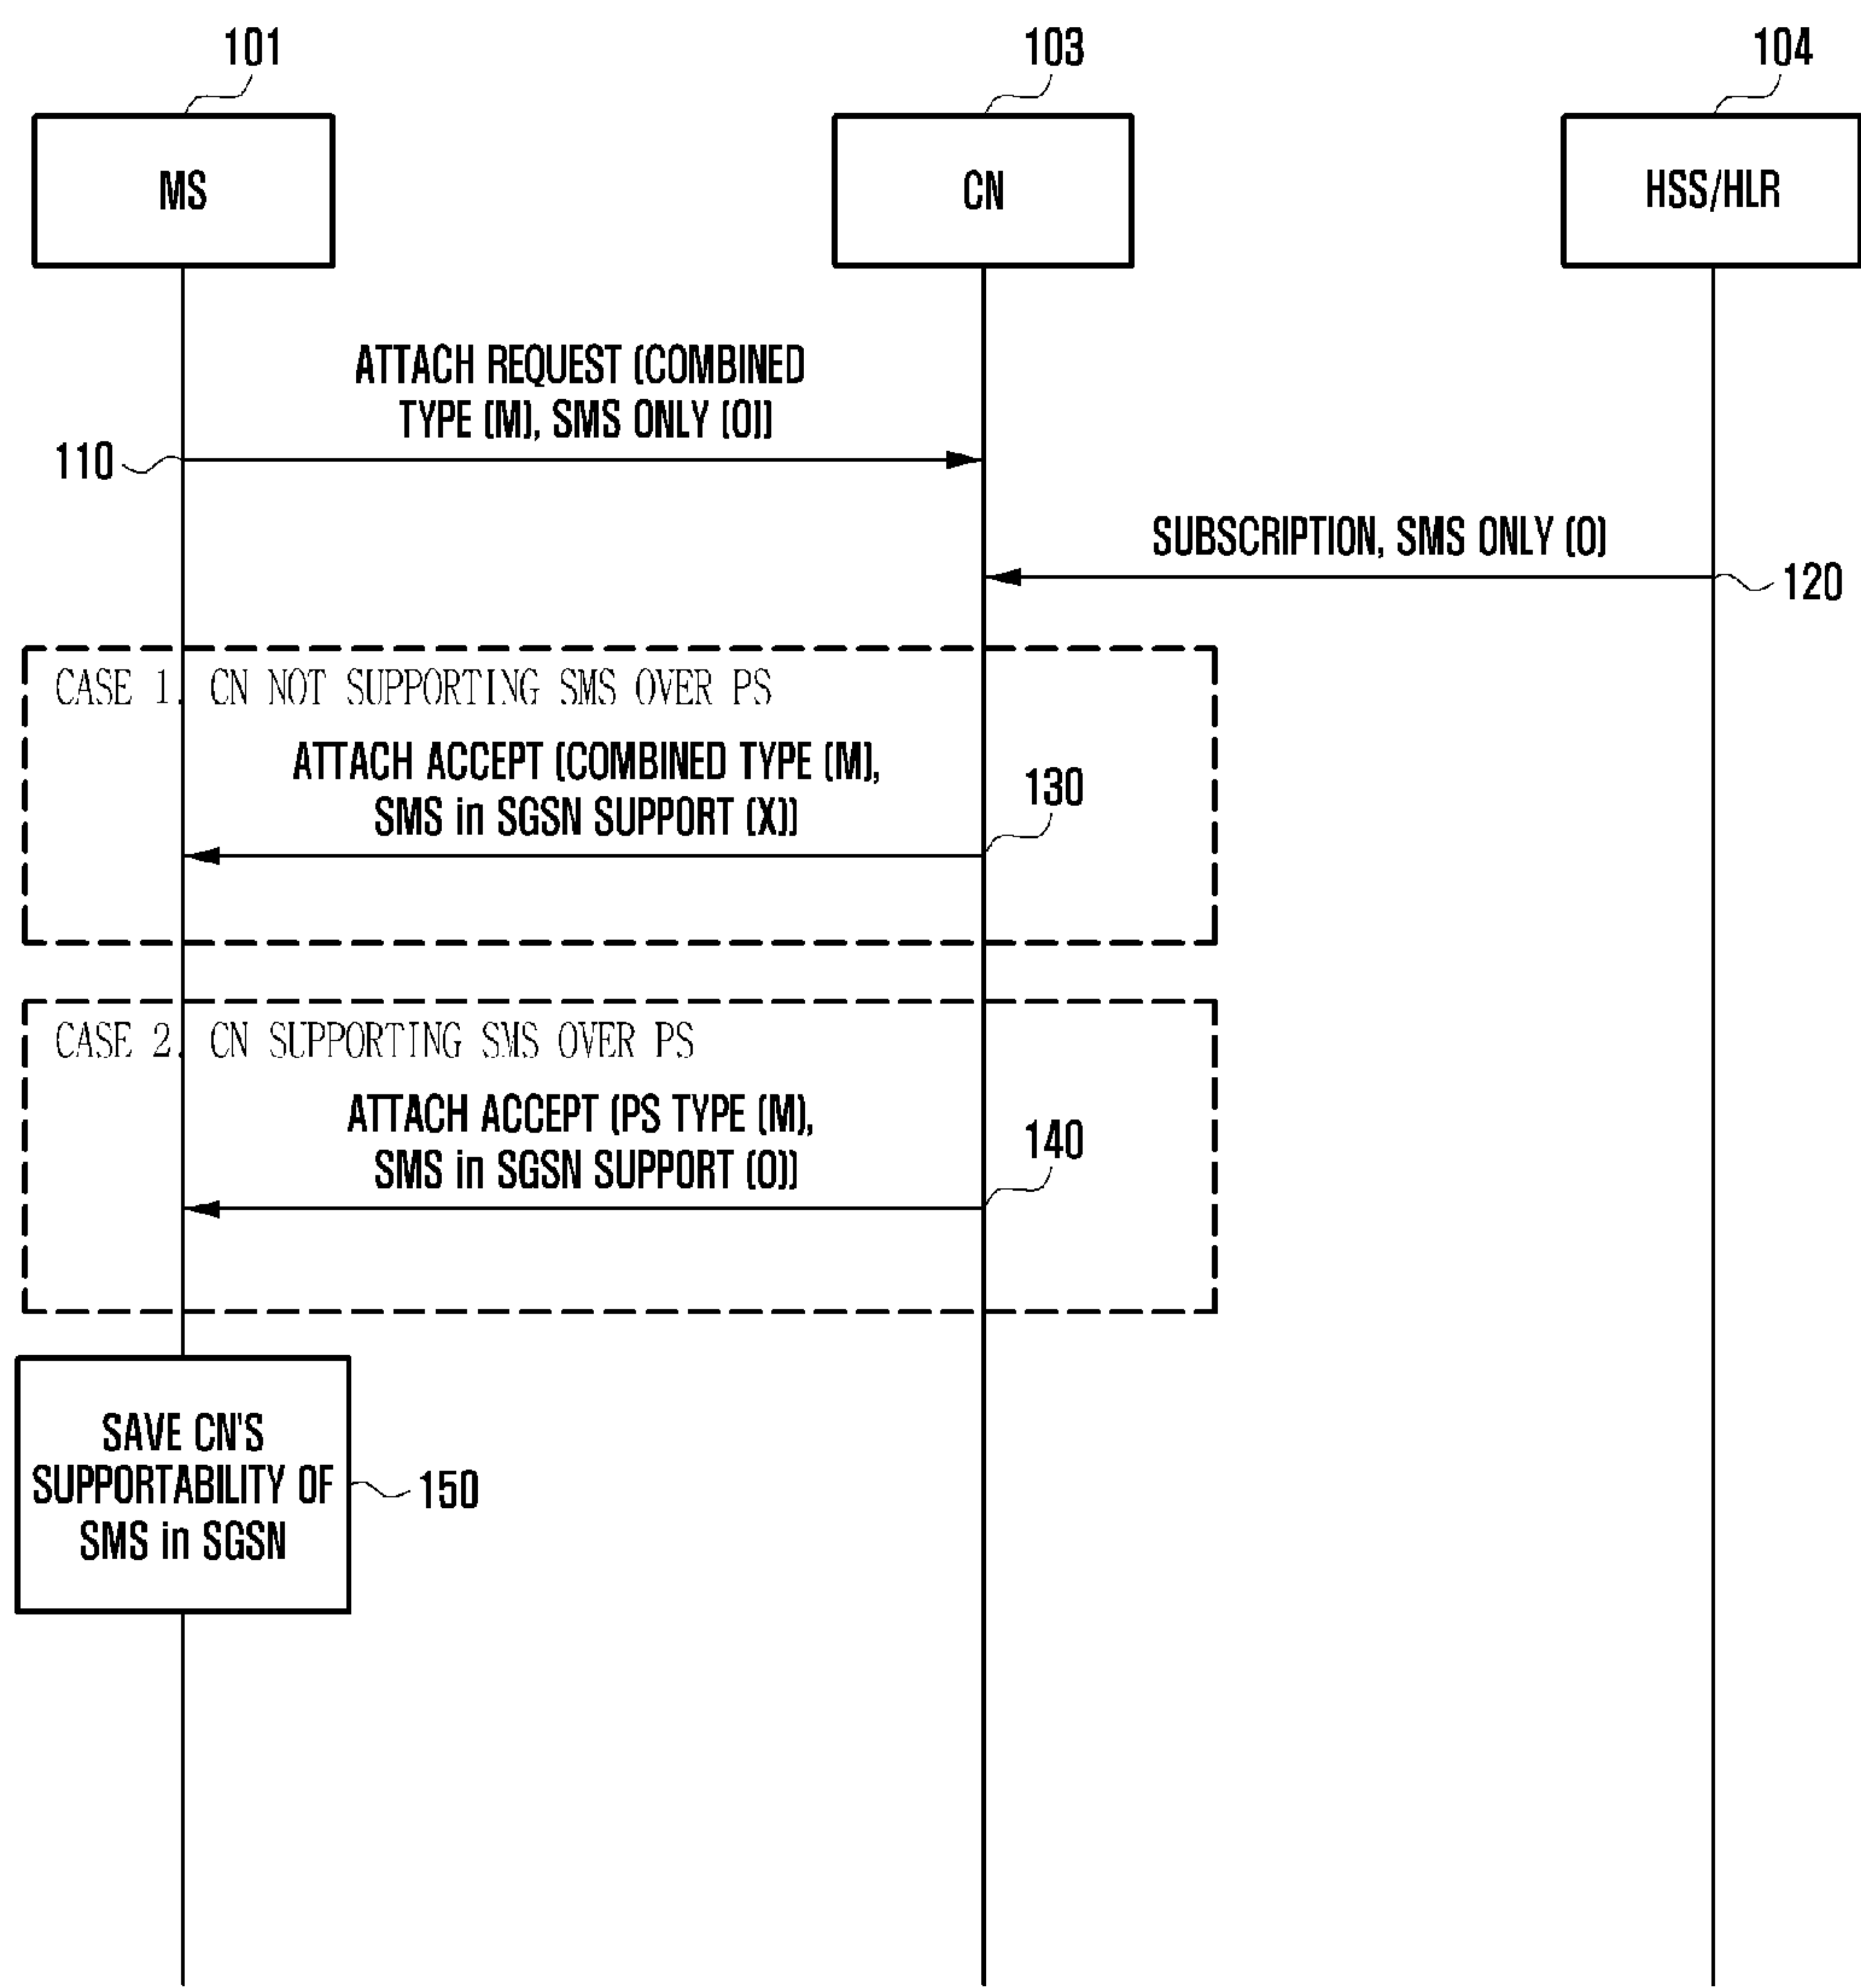 101
103
104
MS
CN
HSS/HLR
ATTACH REQUEST (COMBINED
TYPE (M), SMS ONLY (O))
110
SUBSCRIPTION, SMS ONLY (O)
120
CASE 1. CN NOT SUPPORTING SMS OVER PS
ATTACH ACCEPT (COMBINED TYPE (M),
SMS in SGSN SUPPORT (X))
130
CASE 2. CN SUPPORTING SMS OVER PS
ATTACH ACCEPT (PS TYPE (M),
SMS in SGSN SUPPORT (O))
140
SAVE CN'S
SUPPORTABILITY OF
SMS in SGSN
150